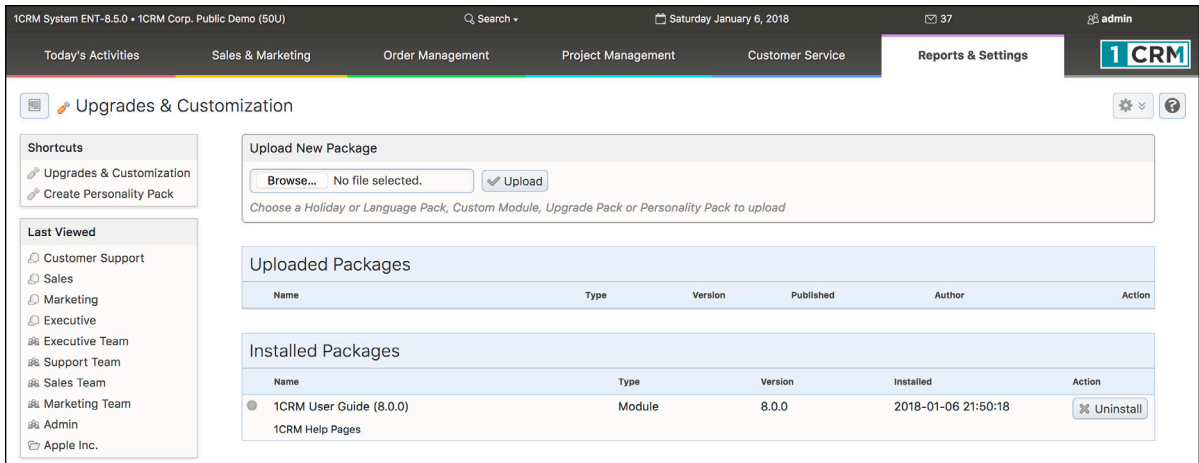 1CRM System ENT-8.5.0 • 1CRM Corp. Public Demo (50U) Search Saturday January 6, 2018 37 admin
Today's Activities Sales & Marketing Order Management Project Management Customer Service Reports & Settings 1 CRM
Upgrades & Customization
Shortcuts
Upgrades & Customization
Create Personality Pack
Last Viewed
Customer Support
Sales
Marketing
Executive
Executive Team
Support Team
Sales Team
Marketing Team
Admin
Apple Inc.
Upload New Package
Browse... No file selected. Upload
Choose a Holiday or Language Pack, Custom Module, Upgrade Pack or Personality Pack to upload
Uploaded Packages
Name Type Version Published Author Action
Installed Packages
Name Type Version Installed Action
1CRM User Guide (8.0.0) Module 8.0.0 2018-01-06 21:50:18 Uninstall
1CRM Help Pages